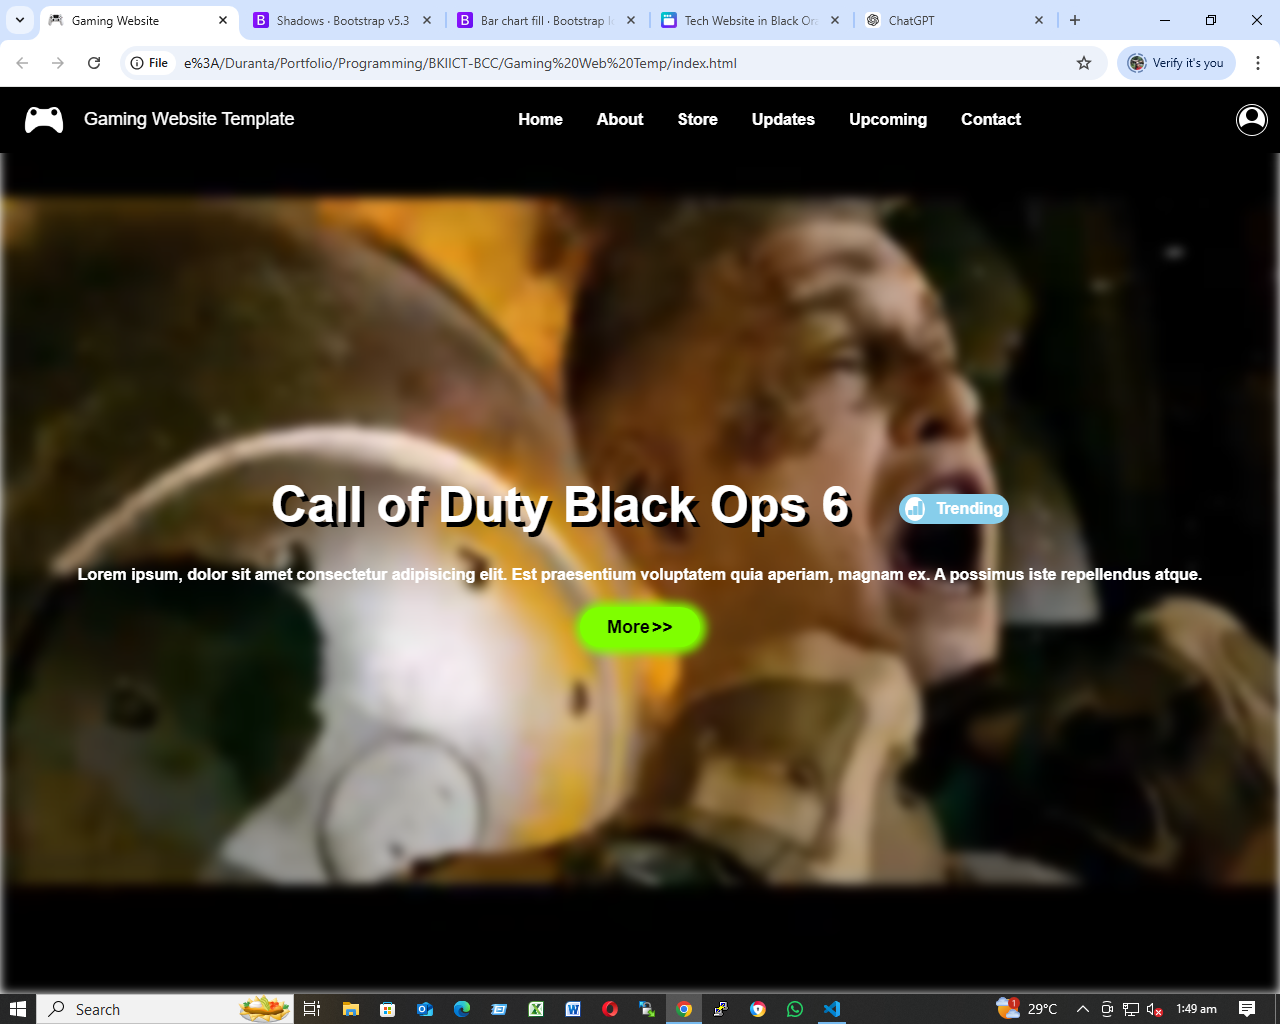 Gaming Website
Shadows · Bootstrap v5.3
Bar chart fill · Bootstrap
Tech Website in Black
ChatGPT
File
e%3A/Duranta/Portfolio/Programming/BKIICT-BCC/Gaming%20Web%20Temp/index.html
Verify it's you
Gaming Website Template
Home
About
Store
Updates
Upcoming
Contact
Call of Duty Black Ops 6
Trending
Lorem ipsum, dolor sit amet consectetur adipisicing elit. Est praesentium voluptatem quia aperiam, magnam ex. A possimus iste repellendus atque.
More>>
Search
1
29°C
1:49 am